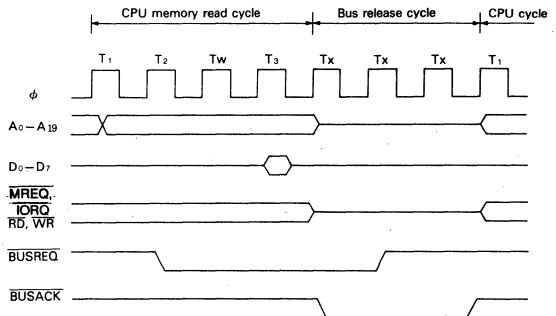 CPU memory read cycle Bus release cycle CPU cycle
T1 T2 TW T3 Tx Tx Tx T1
φ
A0–A19
D0–D7
MREQ,
IORQ
RD, WR
BUSREQ
BUSACK